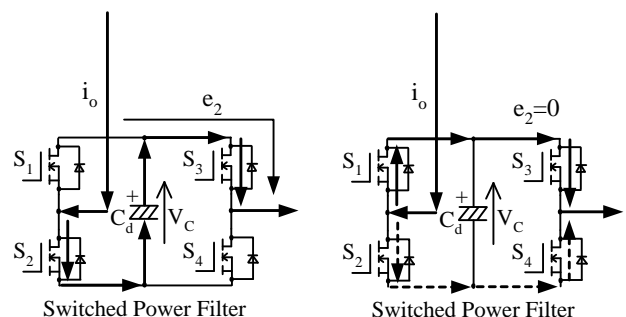 i_o
e_2
S_1
S_3
+
C_d
V_C
S_2
S_4
Switched Power Filter
i_o
e_2=0
S_1
S_3
+
C_d
V_C
S_2
S_4
Switched Power Filter